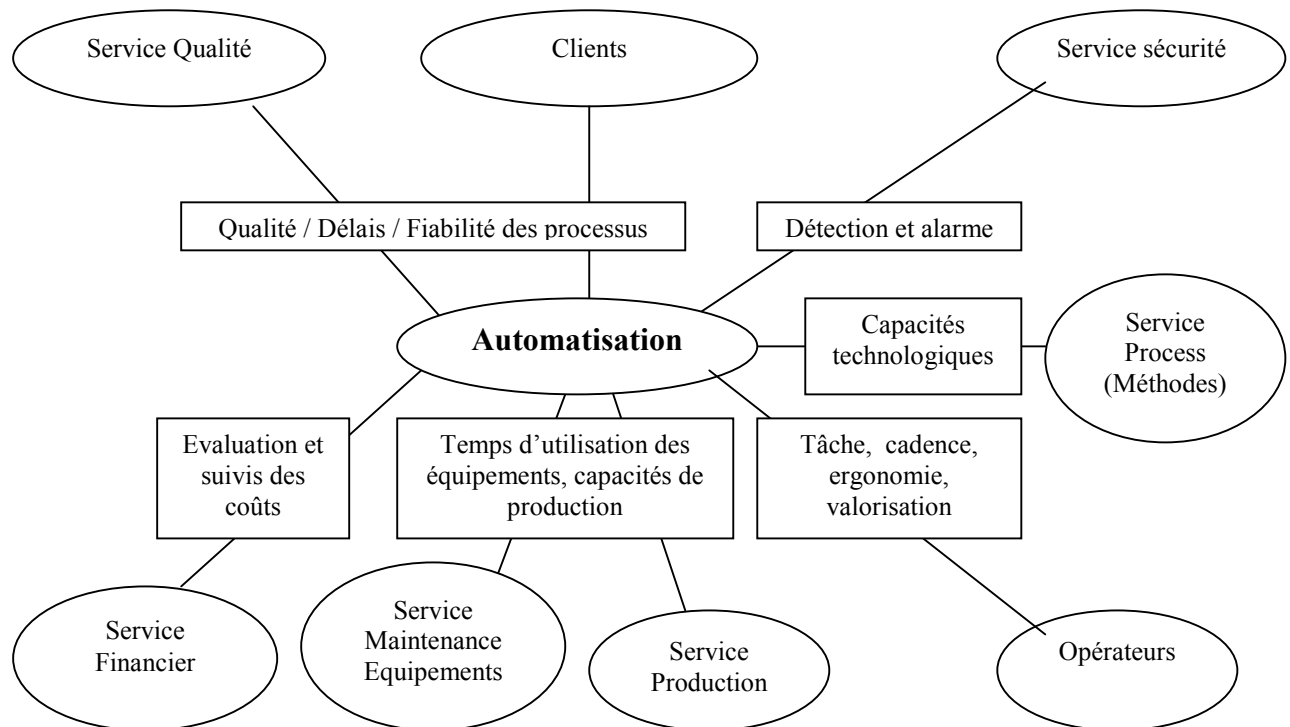 Service Qualité
Clients
Service sécurité
Qualité / Délais / Fiabilité des processus
Détection et alarme
Automatisation
Capacités
technologiques
Service
Process
(Méthodes)
Evaluation et
suivis des
coûts
Temps d’utilisation des
équipements, capacités de
production
Tâche, cadence,
ergonomie,
valorisation
Service
Financier
Service
Maintenance
Equipements
Service
Production
Opérateurs